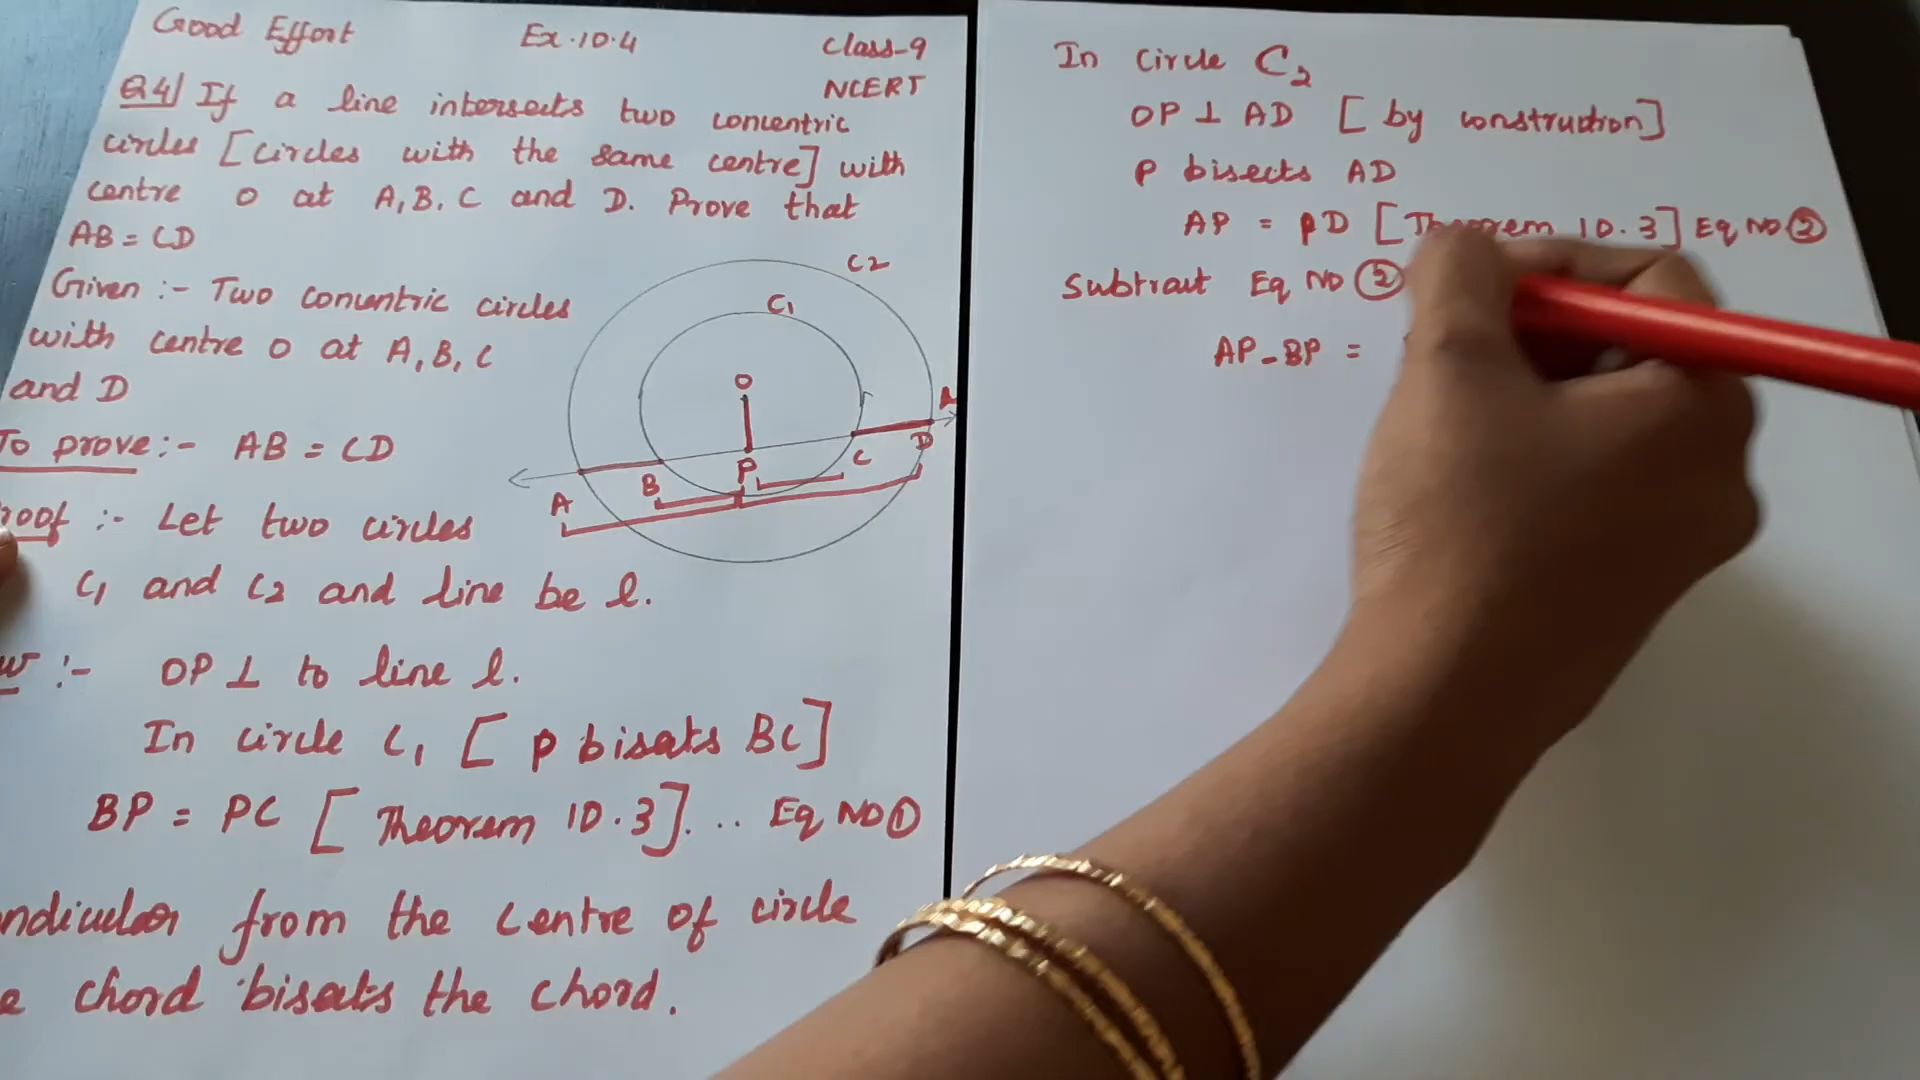 Good Effort Ex.10.4 Class-9
NCERT
Q4| If a line intersects two concentric
circles [circles with the same centre] with
centre O at A, B, C and D. Prove that
AB = CD
Given :- Two concentric circles
with centre O at A, B, C
and D
To prove :- AB = CD
:- Let two circles
C1 and C2 and line be l.
:- OP ⊥ to line l.
In circle C1 [ P bisects BC]
BP = PC [ Theorem 10.3]. .. Eq NO ①
from the centre of circle
chord bisects the chord.
C2
C1
O
A
B
P
C
D
In circle C2
OP ⊥ AD [ by construction]
P bisects AD
AP = PD [Theorem 10.3] Eq NO ②
Subtract Eq NO ②
AP - BP =